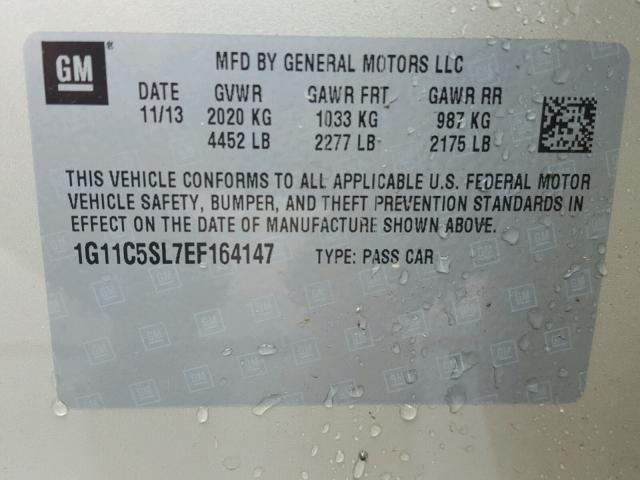 GM
MFD BY GENERAL MOTORS LLC
DATE GVWR GAWR FRT GAWR RR
11/13 2020 KG 1033 KG 987 KG
4452 LB 2277 LB 2175 LB
THIS VEHICLE CONFORMS TO ALL APPLICABLE U.S. FEDERAL MOTOR
VEHICLE SAFETY, BUMPER, AND THEFT PREVENTION STANDARDS IN
EFFECT ON THE DATE OF MANUFACTURE SHOWN ABOVE.
1G11C5SL7EF164147 TYPE: PASS CAR